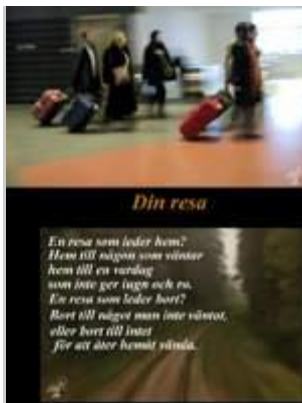 Din resa
En resa som leder hem?
Hem till någon som väntar
hem till en vardag
som inte ger lugn och ro.
En resa som leder bort?
Bort till något man inte väntat,
eller bort till intet
för att åter hemåt vända.